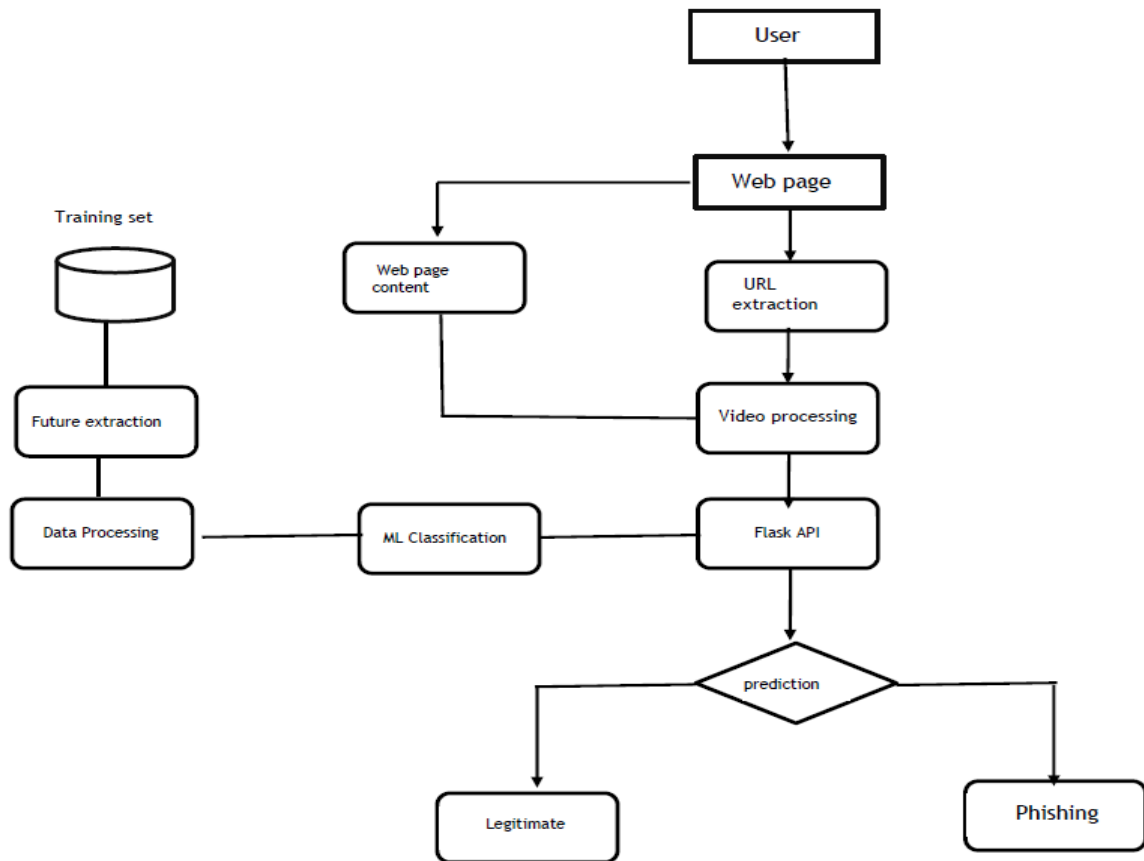 User
Web page
Training set
Web page
content
URL
extraction
Future extraction
Video processing
Data Processing
ML Classification
Flask API
prediction
Legitimate
Phishing